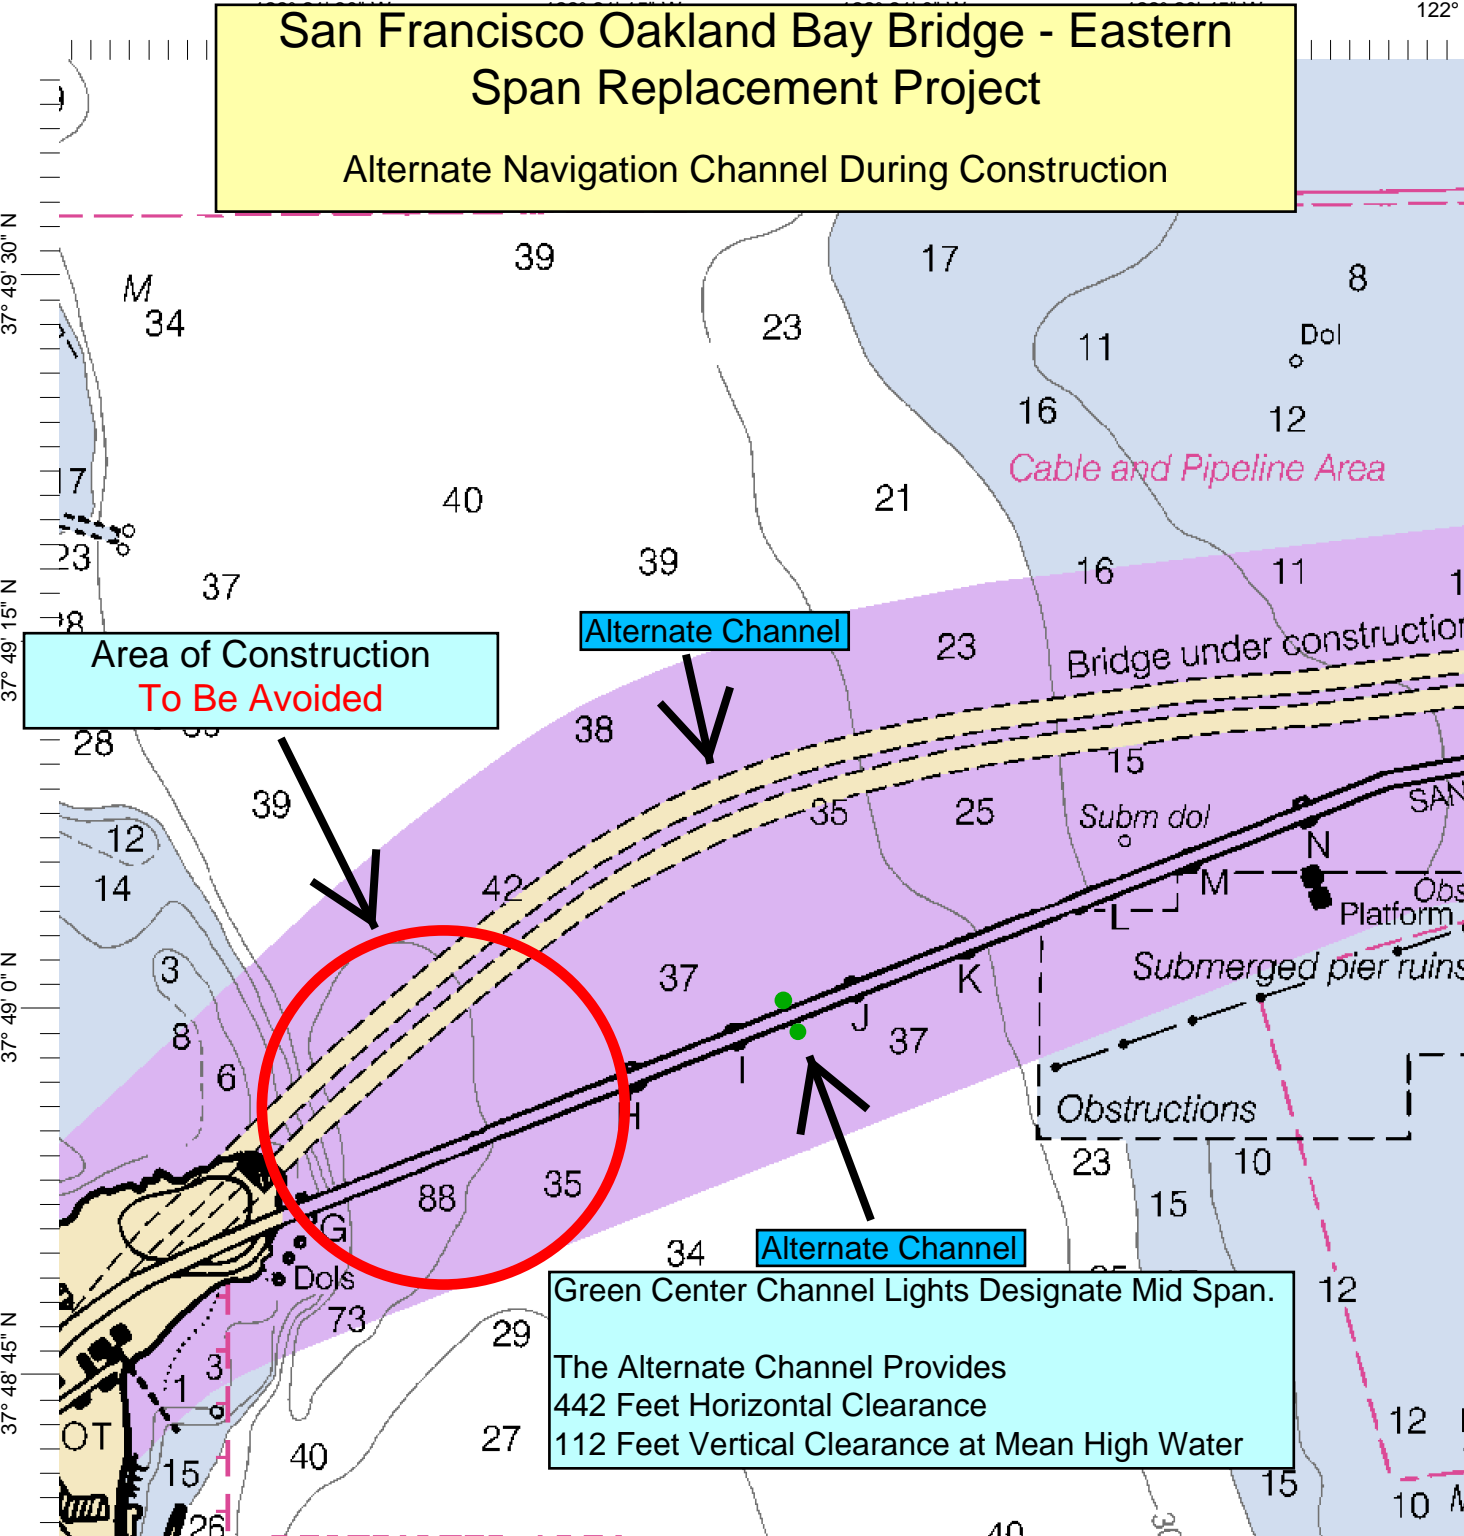 122°
San Francisco Oakland Bay Bridge - Eastern
Span Replacement Project
Alternate Navigation Channel During Construction
37° 49' 30" N
39
17
8
M
34
23
11
Dol
16
12
17
Cable and Pipeline Area
40
21
23
39
37
16
11
37° 49' 15" N
Alternate Channel
23
Bridge under construction
Area of Construction
To Be Avoided
28
38
15
39
35
25
Subm dol
SAN
12
N
14
42
M
L
Platform
3
37
K
Submerged pier ruins
37° 49' 0" N
8
J
37
6
I
H
Obstructions
23
10
88
35
15
G
34
Alternate Channel
Dols
12
73
29
Green Center Channel Lights Designate Mid Span.
The Alternate Channel Provides
442 Feet Horizontal Clearance
112 Feet Vertical Clearance at Mean High Water
37° 48' 45" N
3
1
12
OT
27
40
15
15
10
26
30
40